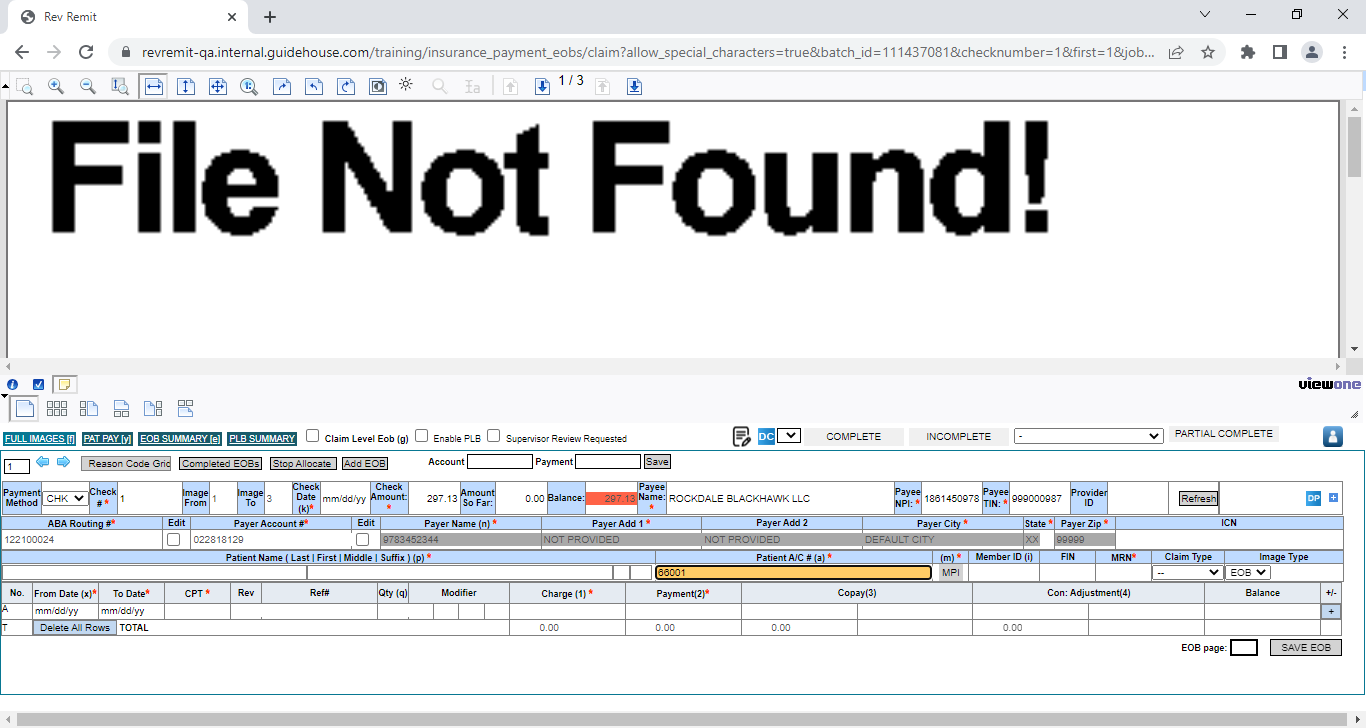 Rev Remit
revremit-qa.internal.guidehouse.com/training/insurance_payment_eobs/claim?allow_special_characters=true&batch_id=111437081&checknumber=1&first=1&job...
1 / 3
File Not Found!
viewone
FULL IMAGES [f] PAT PAY [y] EOB SUMMARY [e] PLB SUMMARY Claim Level Eob (g) Enable PLB Supervisor Review Requested DC COMPLETE INCOMPLETE - PARTIAL COMPLETE
1 Reason Code Grid Completed EOBs Stop Allocate Add EOB Account Payment Save
Payment Method CHK Check # * 1 Image From 1 Image To 3 Check Date (k)* mm/dd/yy Check Amount: * 297.13 Amount So Far: 0.00 Balance: 297.13 Payee Name: * ROCKDALE BLACKHAWK LLC Payee NPI: * 1861450978 Payee TIN: * 999000987 Provider ID Refresh DP
ABA Routing #* Edit Payer Account #* Edit Payer Name (n) * Payer Add 1 * Payer Add 2 Payer City * State * Payer Zip * ICN
122100024 022818129 9783452344 NOT PROVIDED NOT PROVIDED DEFAULT CITY XX 99999
Patient Name ( Last | First | Middle | Suffix ) (p) * Patient A/C # (a) * (m) * Member ID (i) FIN MRN* Claim Type Image Type
66001 MPI -- EOB
No. From Date (x)* To Date* CPT * Rev Ref# Qty (q) Modifier Charge (1) * Payment(2)* Copay(3) Con: Adjustment(4) Balance +/-
A mm/dd/yy mm/dd/yy +
T Delete All Rows TOTAL 0.00 0.00 0.00 0.00
EOB page: SAVE EOB